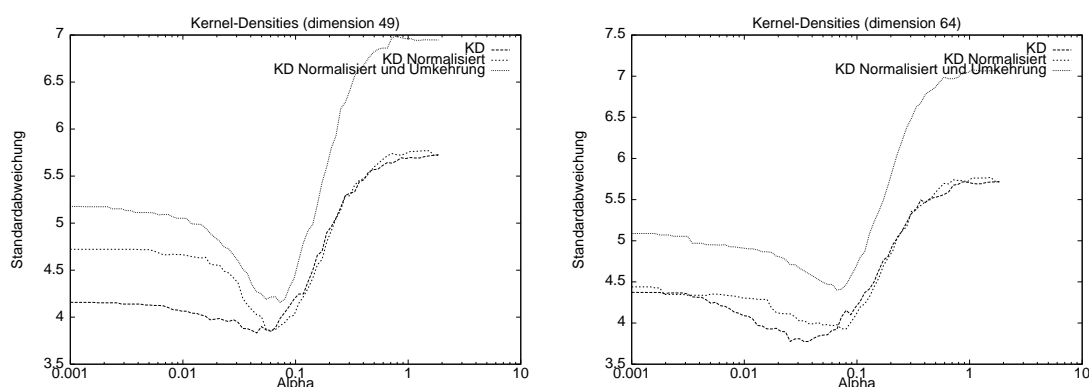 Kernel-Densities (dimension 49)
7
6.5
6
5.5
5
4.5
4
3.5
Standardabweichung
KD
KD Normalisiert
KD Normalisiert und Umkehrung
0.001
0.01
0.1
1
10
Alpha
Kernel-Densities (dimension 64)
7.5
7
6.5
6
5.5
5
4.5
4
3.5
Standardabweichung
KD
KD Normalisiert
KD Normalisiert und Umkehrung
0.001
0.01
0.1
1
10
Alpha